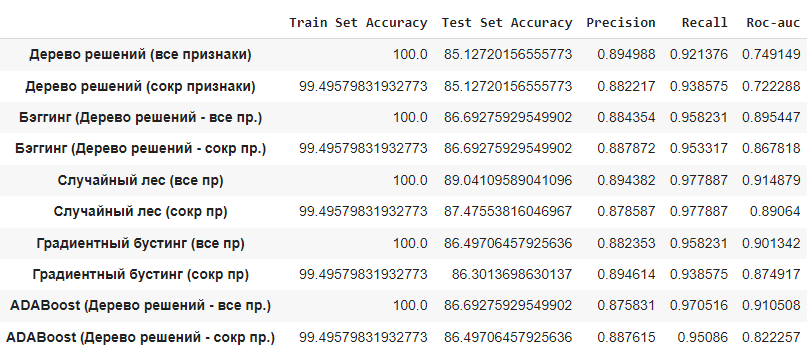 Train Set Accuracy Test Set Accuracy Precision Recall Roc-auc
Дерево решений (все признаки) 100.0 85.12720156555773 0.894988 0.921376 0.749149
Дерево решений (сокр признаки) 99.49579831932773 85.12720156555773 0.882217 0.938575 0.722288
Бэггинг (Дерево решений - все пр.) 100.0 86.69275929549902 0.884354 0.958231 0.895447
Бэггинг (Дерево решений - сокр пр.) 99.49579831932773 86.69275929549902 0.887872 0.953317 0.867818
Случайный лес (все пр) 100.0 89.04109589041096 0.894382 0.977887 0.914879
Случайный лес (сокр пр) 99.49579831932773 87.47553816046967 0.878587 0.977887 0.89064
Градиентный бустинг (все пр) 100.0 86.49706457925636 0.882353 0.958231 0.901342
Градиентный бустинг (сокр пр) 99.49579831932773 86.3013698630137 0.894614 0.938575 0.874917
ADABoost (Дерево решений - все пр.) 100.0 86.69275929549902 0.875831 0.970516 0.910508
ADABoost (Дерево решений - сокр пр.) 99.49579831932773 86.49706457925636 0.887615 0.95086 0.822257